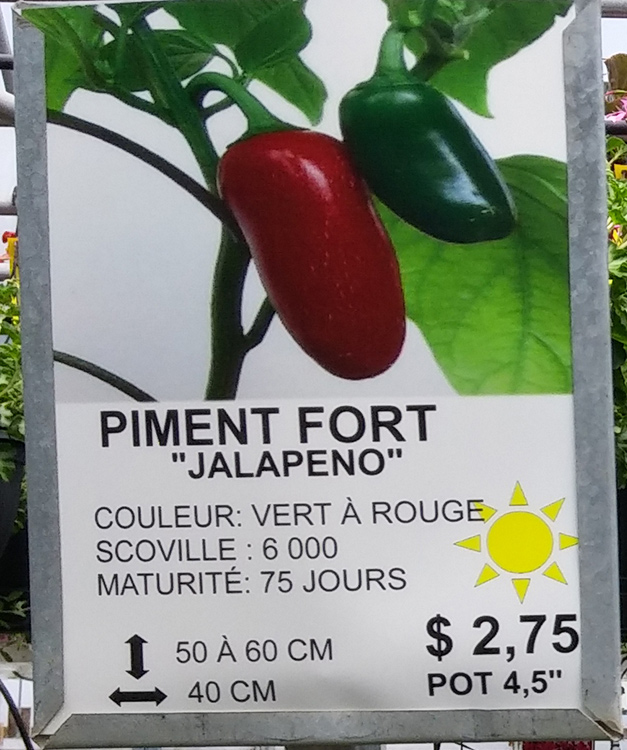 PIMENT FORT
"JALAPENO"
COULEUR: VERT À ROUGE
SCOVILLE : 6 000
MATURITÉ: 75 JOURS
50 À 60 CM
40 CM
$ 2,75
POT 4,5"